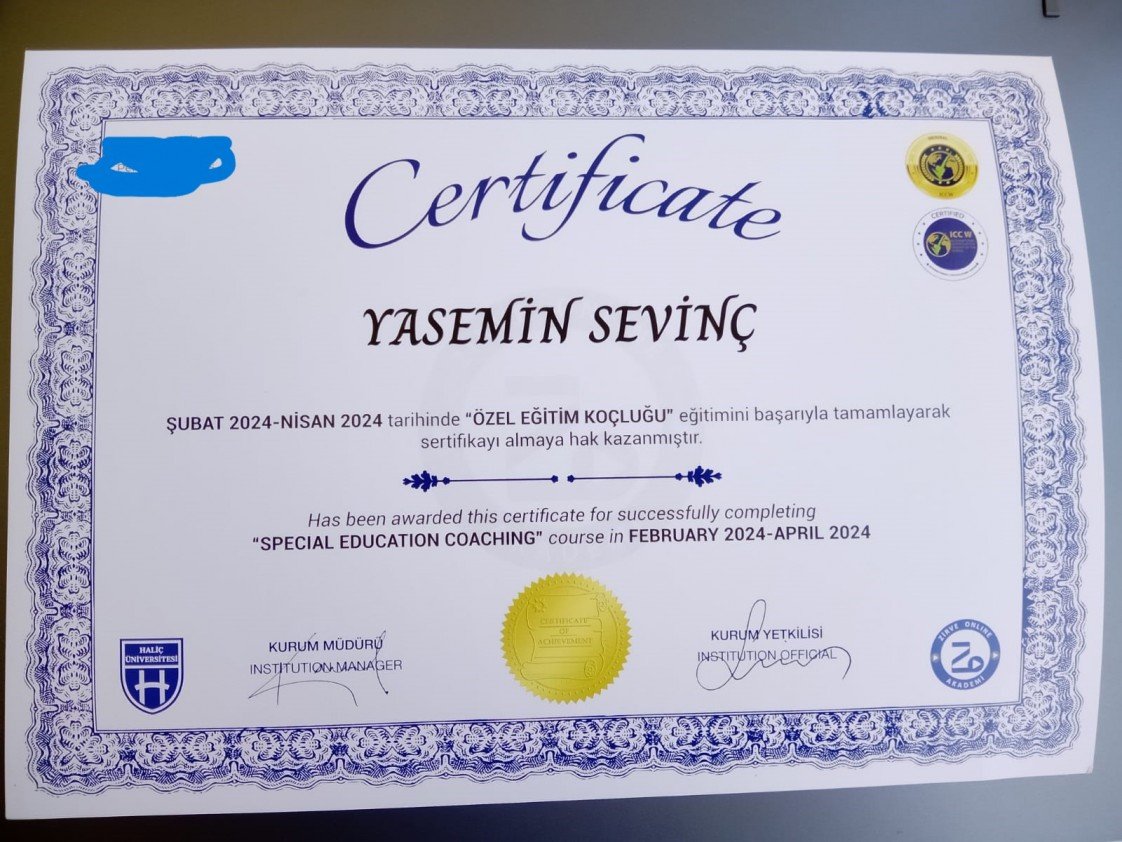 Certificate
YASEMİN SEVİNÇ
ŞUBAT 2024-NİSAN 2024 tarihinde “ÖZEL EĞİTİM KOÇLUĞU” eğitimini başarıyla tamamlayarak
sertifikayı almaya hak kazanmıştır.
Has been awarded this certificate for successfully completing
“SPECIAL EDUCATION COACHING” course in FEBRUARY 2024-APRIL 2024
ICCW
CERTIFIED
ICC W
HALİÇ
ÜNİVERSİTESİ
KURUM MÜDÜRÜ
INSTITUTION MANAGER
CERTIFICATE
OF
ACHIEVEMENT
KURUM YETKİLİSİ
INSTITUTION OFFICIAL
ZİRVE ONLINE
AKADEMİ